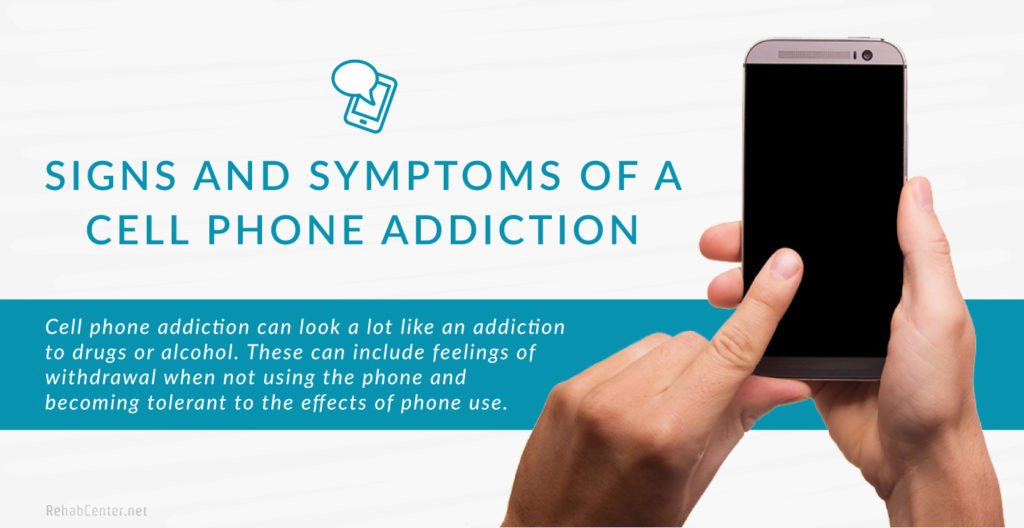 SIGNS AND SYMPTOMS OF A
CELL PHONE ADDICTION
Cell phone addiction can look a lot like an addiction
to drugs or alcohol. These can include feelings of
withdrawal when not using the phone and
becoming tolerant to the effects of phone use.
RehabCenter.net